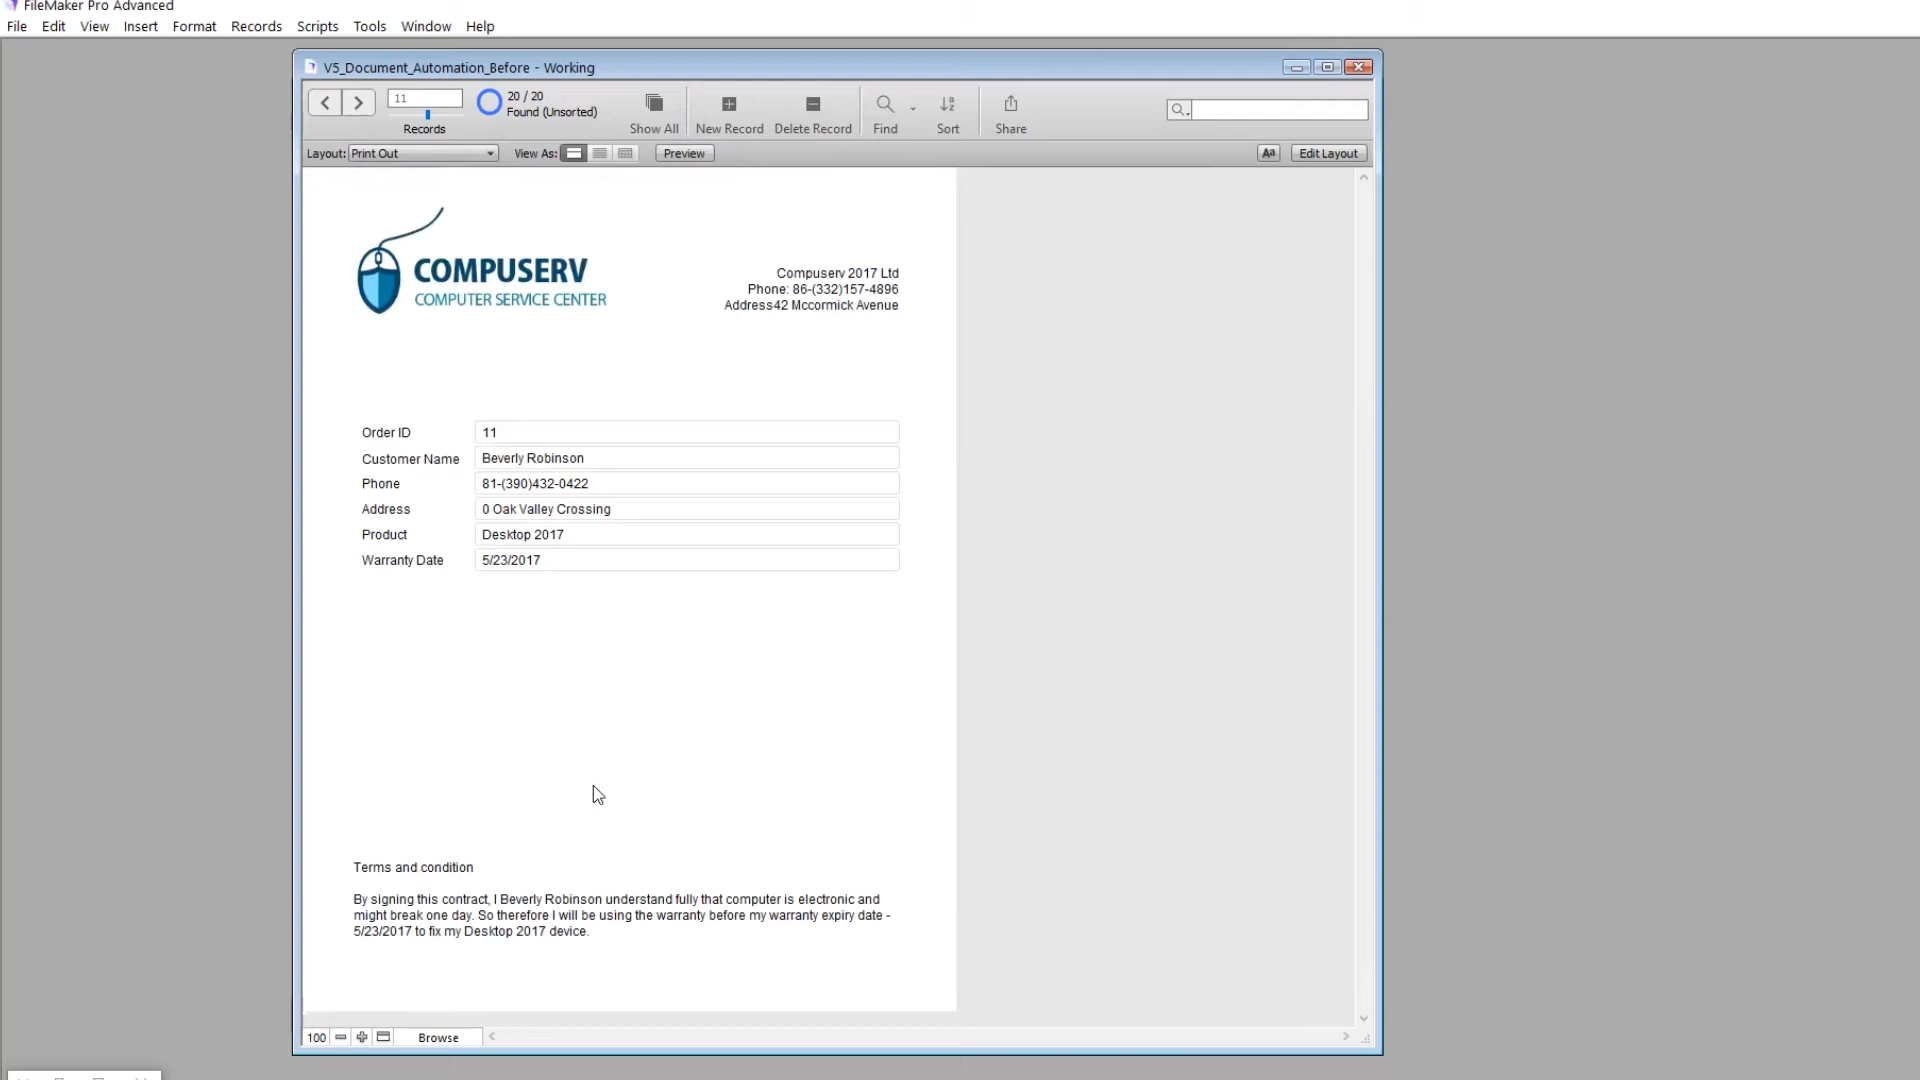 FileMaker Pro Advanced
File Edit View Insert Format Records Scripts Tools Window Help
V5_Document_Automation_Before - Working
11
20 / 20
Found (Unsorted)
Records
Show All New Record Delete Record Find Sort Share
Layout: Print Out View As: Preview Aa Edit Layout
COMPUSERV
COMPUTER SERVICE CENTER
Compuserv 2017 Ltd
Phone: 86-(332)157-4896
Address42 Mccormick Avenue
Order ID 11
Customer Name Beverly Robinson
Phone 81-(390)432-0422
Address 0 Oak Valley Crossing
Product Desktop 2017
Warranty Date 5/23/2017
Terms and condition
By signing this contract, I Beverly Robinson understand fully that computer is electronic and
might break one day. So therefore I will be using the warranty before my warranty expiry date -
5/23/2017 to fix my Desktop 2017 device.
100 Browse